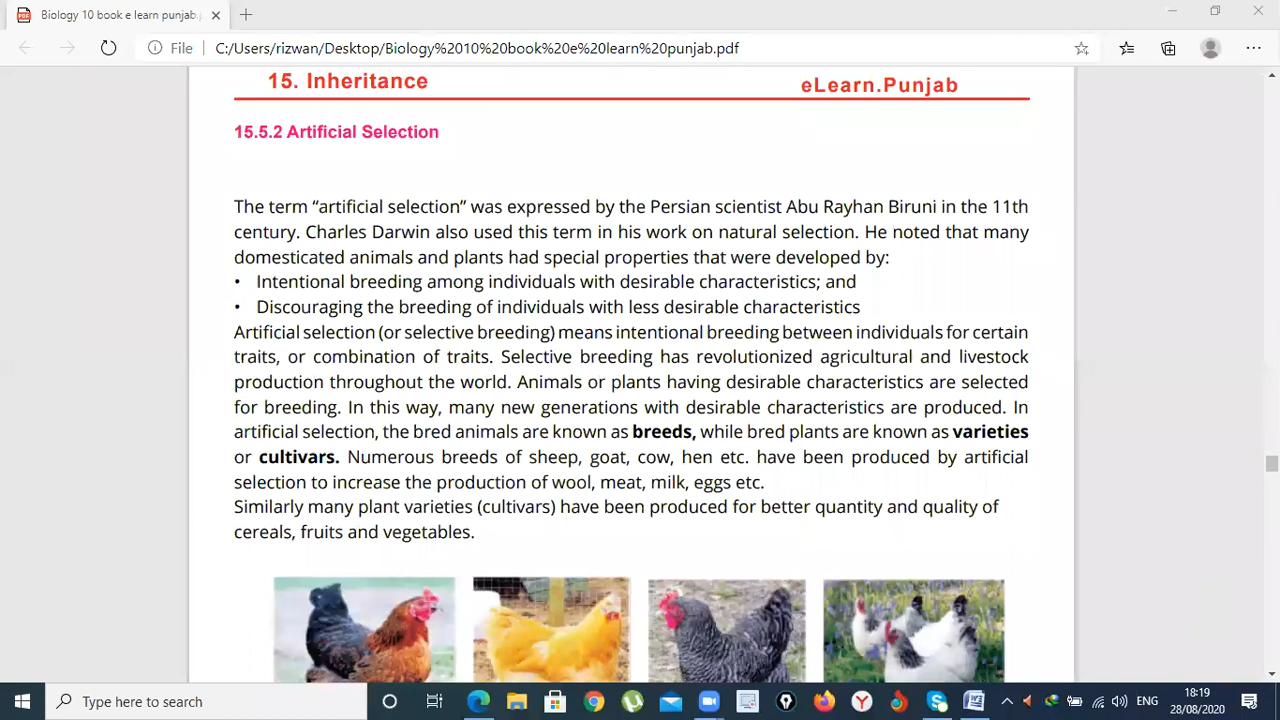 Biology 10 book e learn punjab.p
File
C:/Users/rizwan/Desktop/Biology%2010%20book%20e%20learn%20punjab.pdf
15. Inheritance
eLearn.Punjab
15.5.2 Artificial Selection
The term “artificial selection” was expressed by the Persian scientist Abu Rayhan Biruni in the 11th
century. Charles Darwin also used this term in his work on natural selection. He noted that many
domesticated animals and plants had special properties that were developed by:
• Intentional breeding among individuals with desirable characteristics; and
• Discouraging the breeding of individuals with less desirable characteristics
Artificial selection (or selective breeding) means intentional breeding between individuals for certain
traits, or combination of traits. Selective breeding has revolutionized agricultural and livestock
production throughout the world. Animals or plants having desirable characteristics are selected
for breeding. In this way, many new generations with desirable characteristics are produced. In
artificial selection, the bred animals are known as breeds, while bred plants are known as varieties
or cultivars. Numerous breeds of sheep, goat, cow, hen etc. have been produced by artificial
selection to increase the production of wool, meat, milk, eggs etc.
Similarly many plant varieties (cultivars) have been produced for better quantity and quality of
cereals, fruits and vegetables.
Type here to search
ENG
18:19
28/08/2020